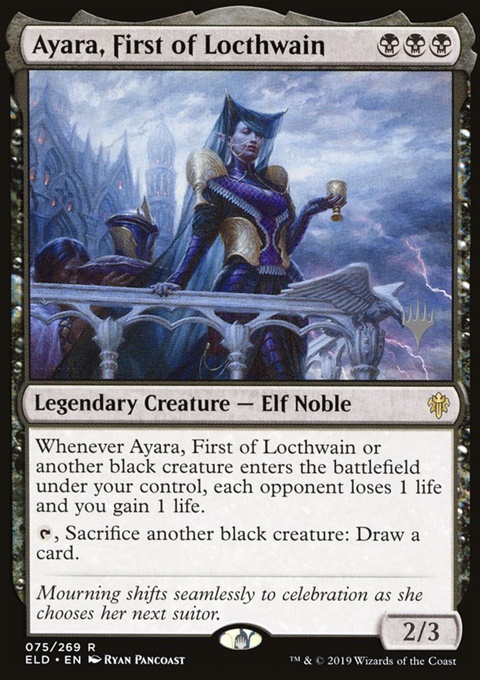 Ayara, First of Locthwain
Legendary Creature — Elf Noble
Whenever Ayara, First of Locthwain or
another black creature enters the battlefield
under your control, each opponent loses 1 life
and you gain 1 life.
, Sacrifice another black creature: Draw a
card.
Mourning shifts seamlessly to celebration as she
chooses her next suitor.
2/3
075/269 R
ELD • EN RYAN PANCOAST
™ & © 2019 Wizards of the Coast